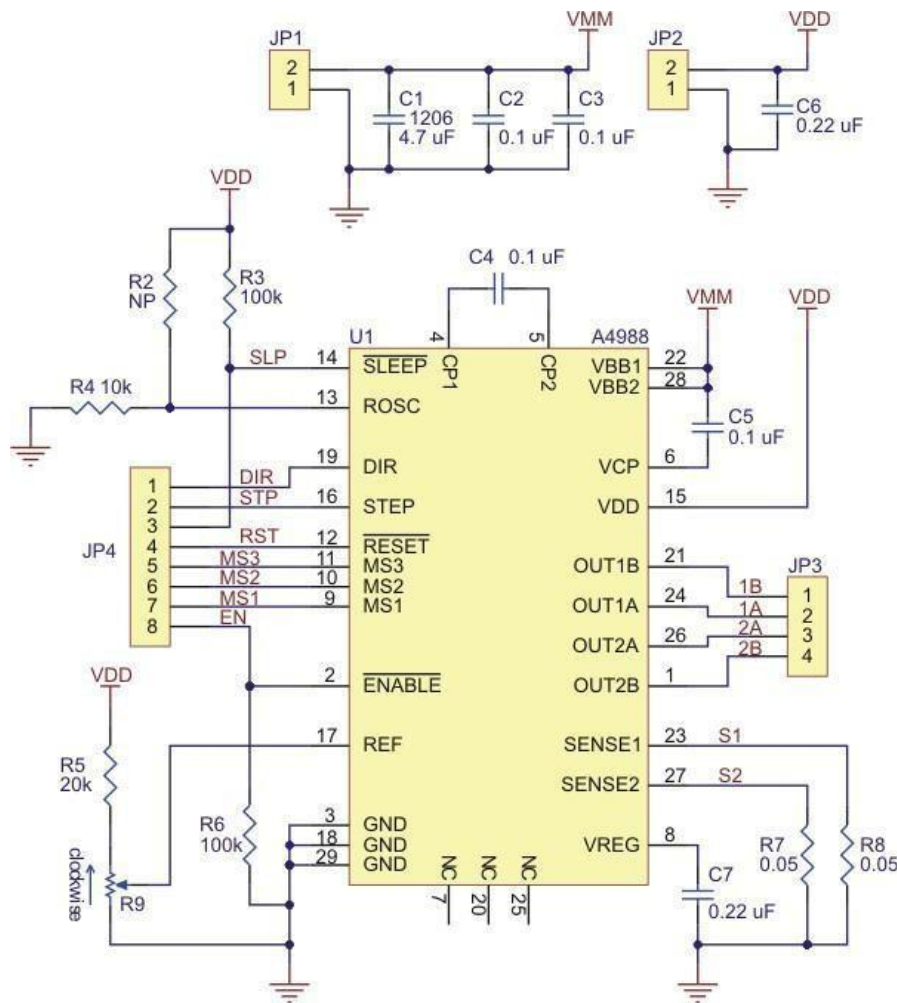 VMM
VDD
JP1
JP2
2
1
2
1
C1
1206
4.7 uF
C2
0.1 uF
C3
0.1 uF
C6
0.22 uF
VDD
R2
NP
R3
100k
C4 0.1 uF
VMM
VDD
U1
A4988
4
5
CP1
CP2
SLP
14
SLEEP
VBB1
22
VBB2
28
R4 10k
13
ROSC
C5
0.1 uF
19
DIR
VCP
6
DIR
1
STP
2
16
STEP
VDD
15
3
JP4
4
RST
12
RESET
5
MS3
11
MS3
6
MS2
10
MS2
7
MS1
9
MS1
8
EN
OUT1B
21
JP3
1B
1
OUT1A
24
1A
2
2A
3
OUT2A
26
2B
4
2
ENABLE
OUT2B
1
VDD
17
REF
SENSE1
23
S1
R5
20k
SENSE2
27
S2
R6
100k
3
GND
18
GND
29
GND
VREG
8
R7
0.05
R8
0.05
clockwise
R9
NC
NC
NC
7
20
25
C7
0.22 uF